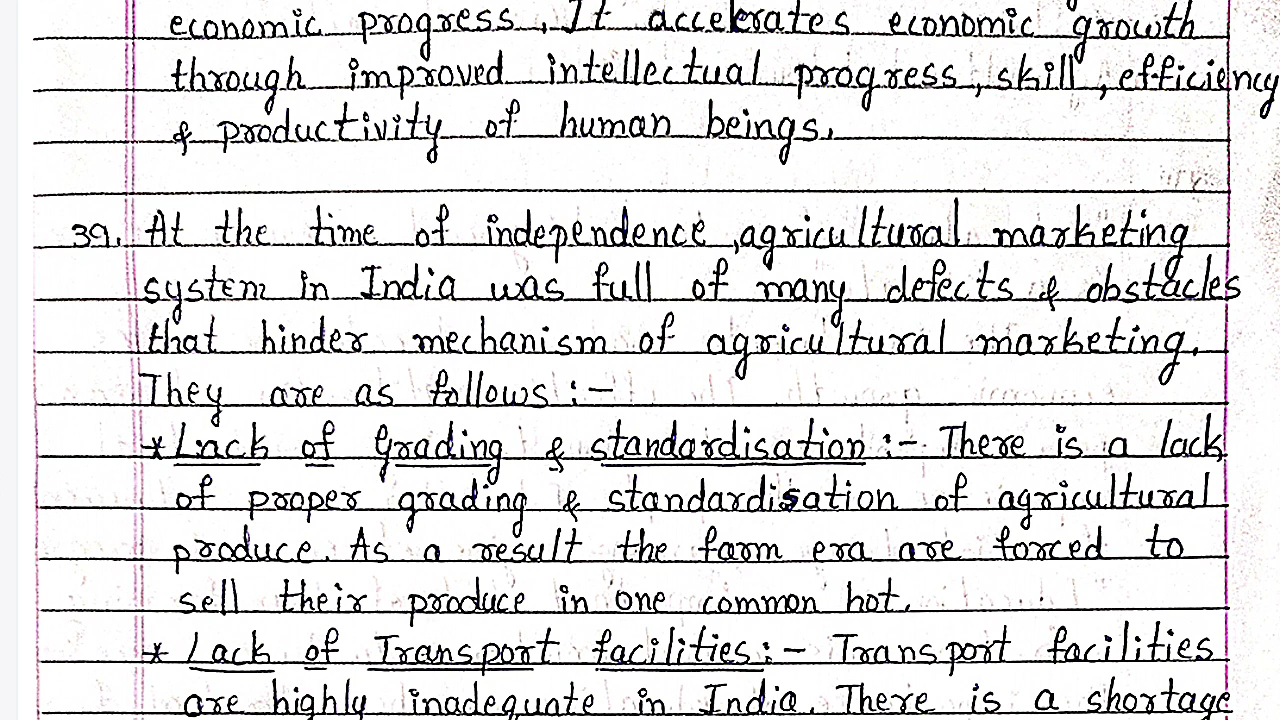 economic progress. It accelerates economic growth
through improved intellectual progress, skill, efficiency
& productivity of human beings.
39. At the time of independence, agricultural marketing
system in India was full of many defects & obstacles
that hinder mechanism of agricultural marketing.
They are as follows :-
* Lack of Grading & standardisation :- There is a lack
of proper grading & standardisation of agricultural
produce. As a result the farm era are forced to
sell their produce in one common hot.
* Lack of Transport facilities :- Transport facilities
are highly inadequate in India. There is a shortage